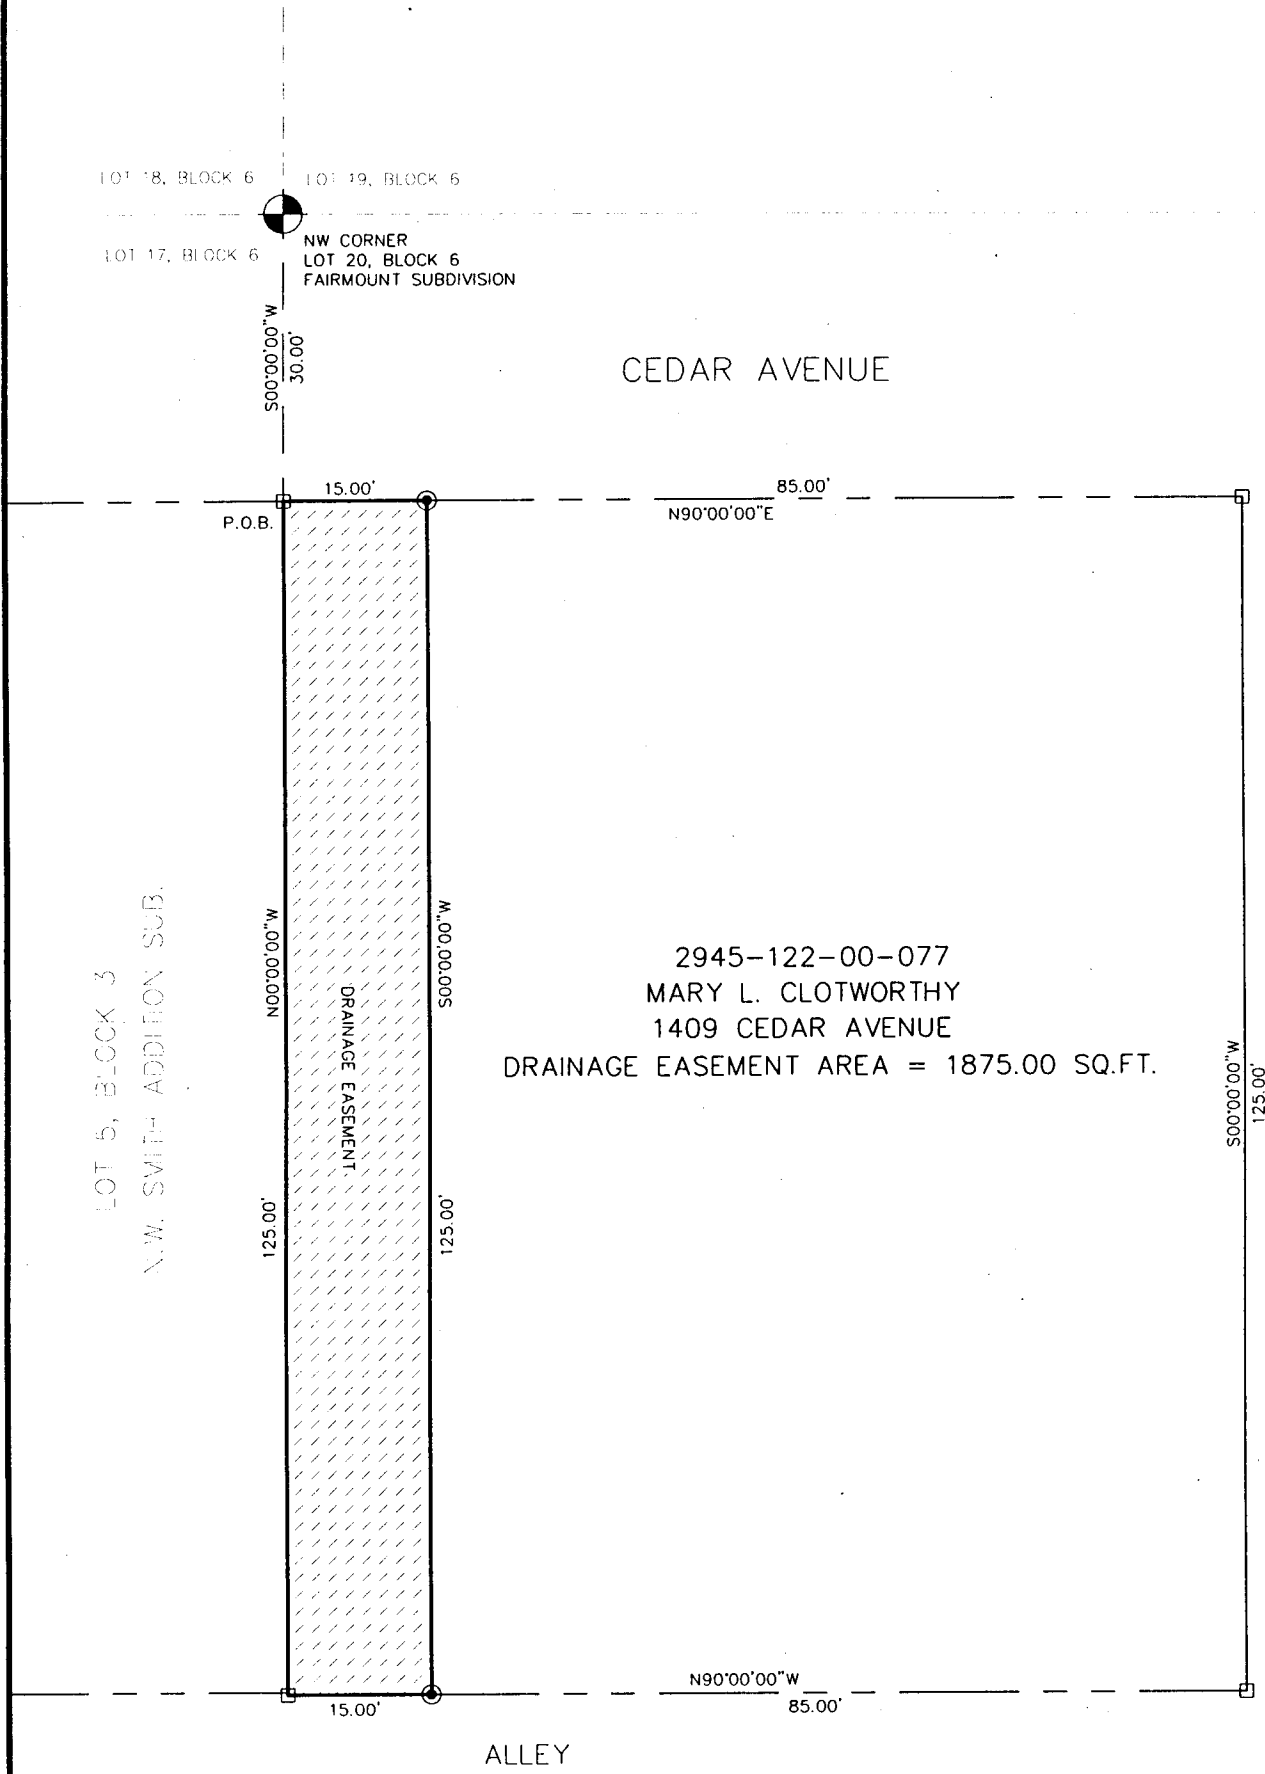 LOT 18, BLOCK 6
LOT 19, BLOCK 6
LOT 17, BLOCK 6
NW CORNER
LOT 20, BLOCK 6
FAIRMOUNT SUBDIVISION
S00°00'00"W
30.00'
CEDAR AVENUE
15.00'
85.00'
P.O.B.
N90°00'00"E
N00°00'00"W
125.00'
DRAINAGE EASEMENT
S00°00'00"W
125.00'
LOT 5, BLOCK 3
N.W. SMITH ADDITION SUB.
2945-122-00-077
MARY L. CLOTWORTHY
1409 CEDAR AVENUE
DRAINAGE EASEMENT AREA = 1875.00 SQ.FT.
S00°00'00"W
125.00'
15.00'
N90°00'00"W
85.00'
ALLEY